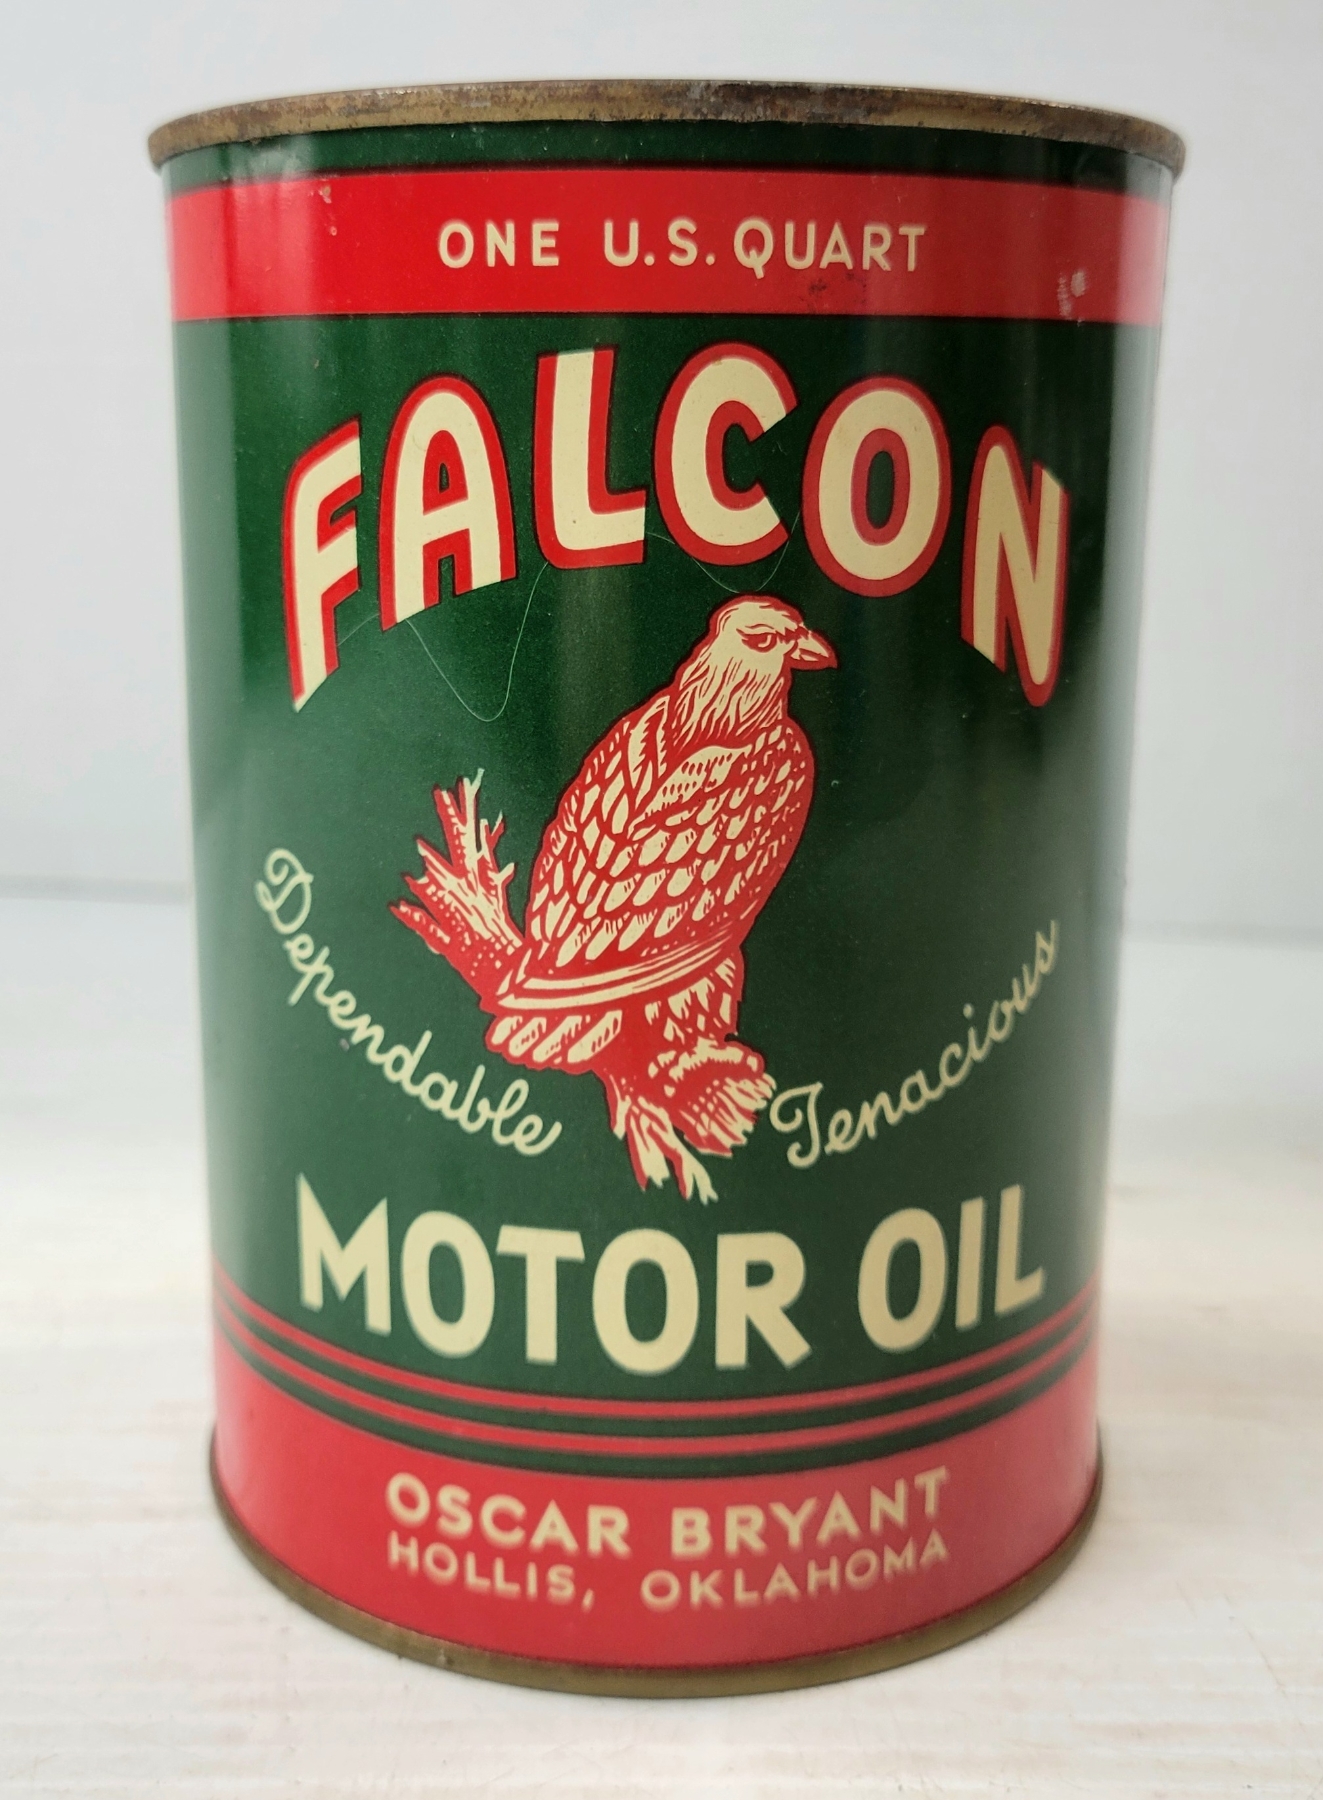 ONE U.S. QUART
FALCON
Dependable
Tenacious
MOTOR OIL
OSCAR BRYANT
HOLLIS, OKLAHOMA